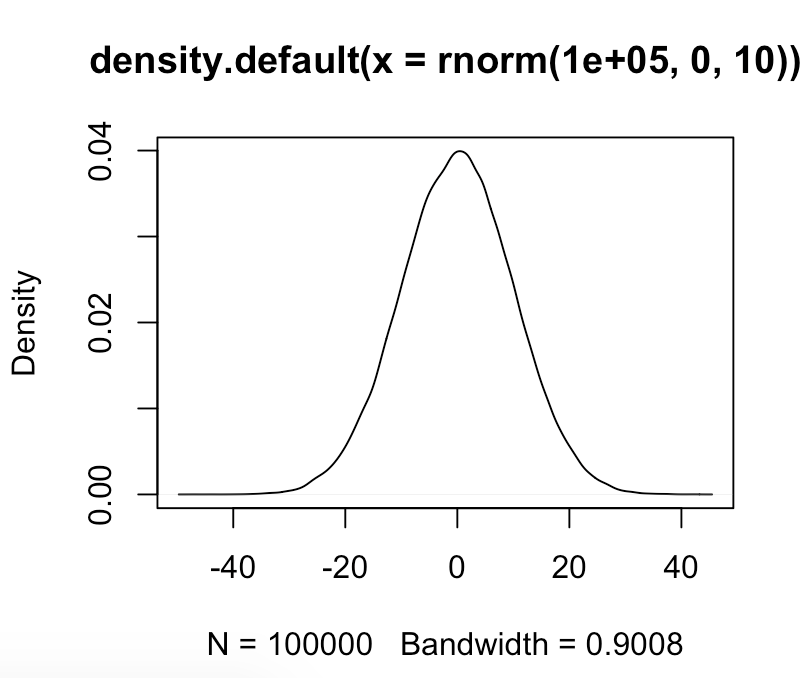 density.default(x = rnorm(1e+05, 0, 10))
Density
0.04
0.02
0.00
-40 -20 0 20 40
N = 100000 Bandwidth = 0.9008